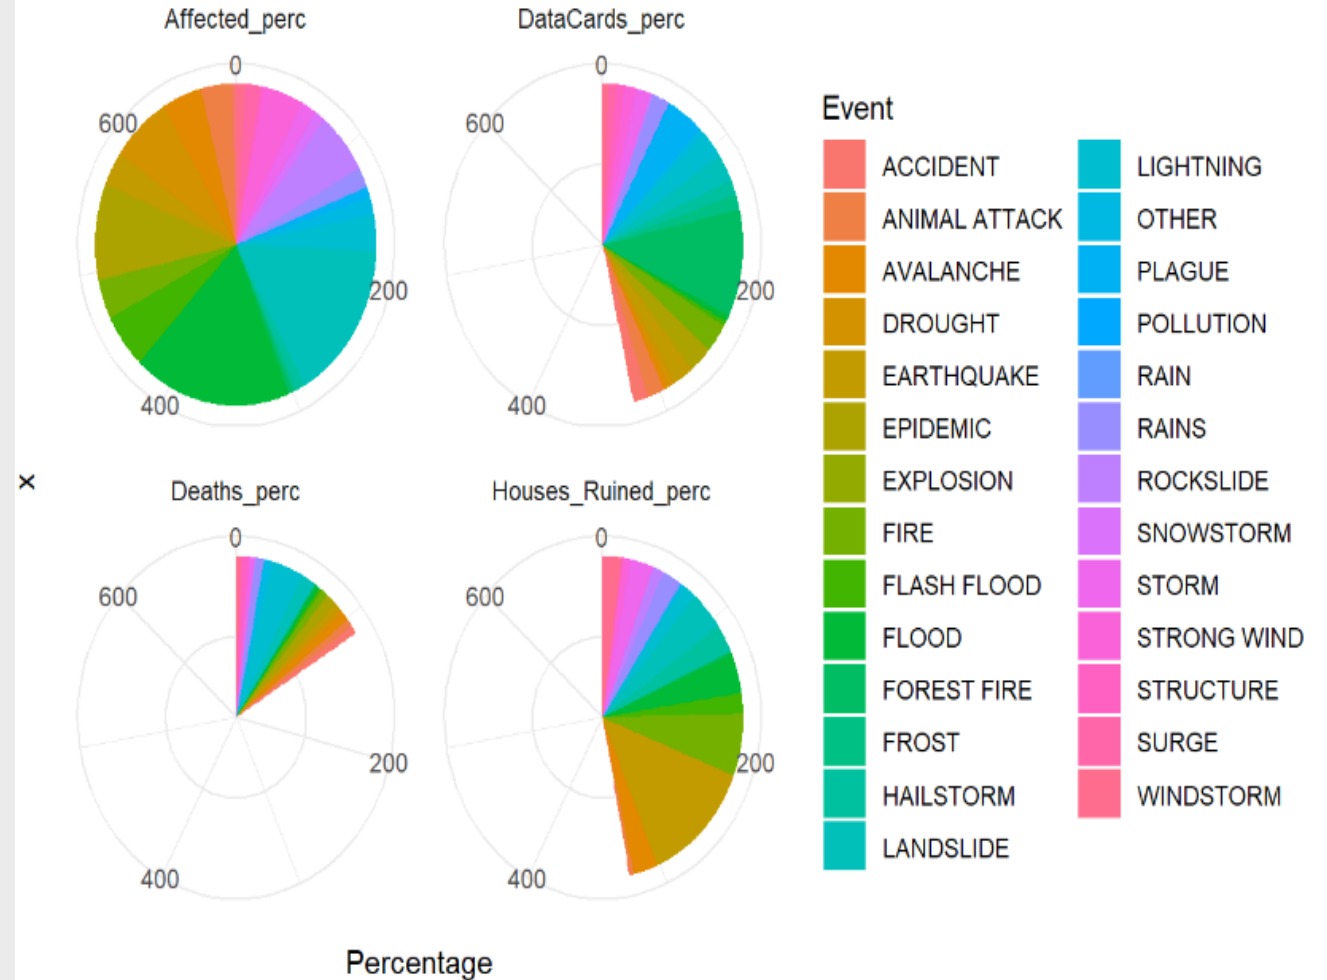 Affected_perc
DataCards_perc
0
600
200
400
0
600
200
400
x
Deaths_perc
Houses_Ruined_perc
0
600
200
400
0
600
200
400
Percentage
Event
ACCIDENT
ANIMAL ATTACK
AVALANCHE
DROUGHT
EARTHQUAKE
EPIDEMIC
EXPLOSION
FIRE
FLASH FLOOD
FLOOD
FOREST FIRE
FROST
HAILSTORM
LANDSLIDE
LIGHTNING
OTHER
PLAGUE
POLLUTION
RAIN
RAINS
ROCKSLIDE
SNOWSTORM
STORM
STRONG WIND
STRUCTURE
SURGE
WINDSTORM